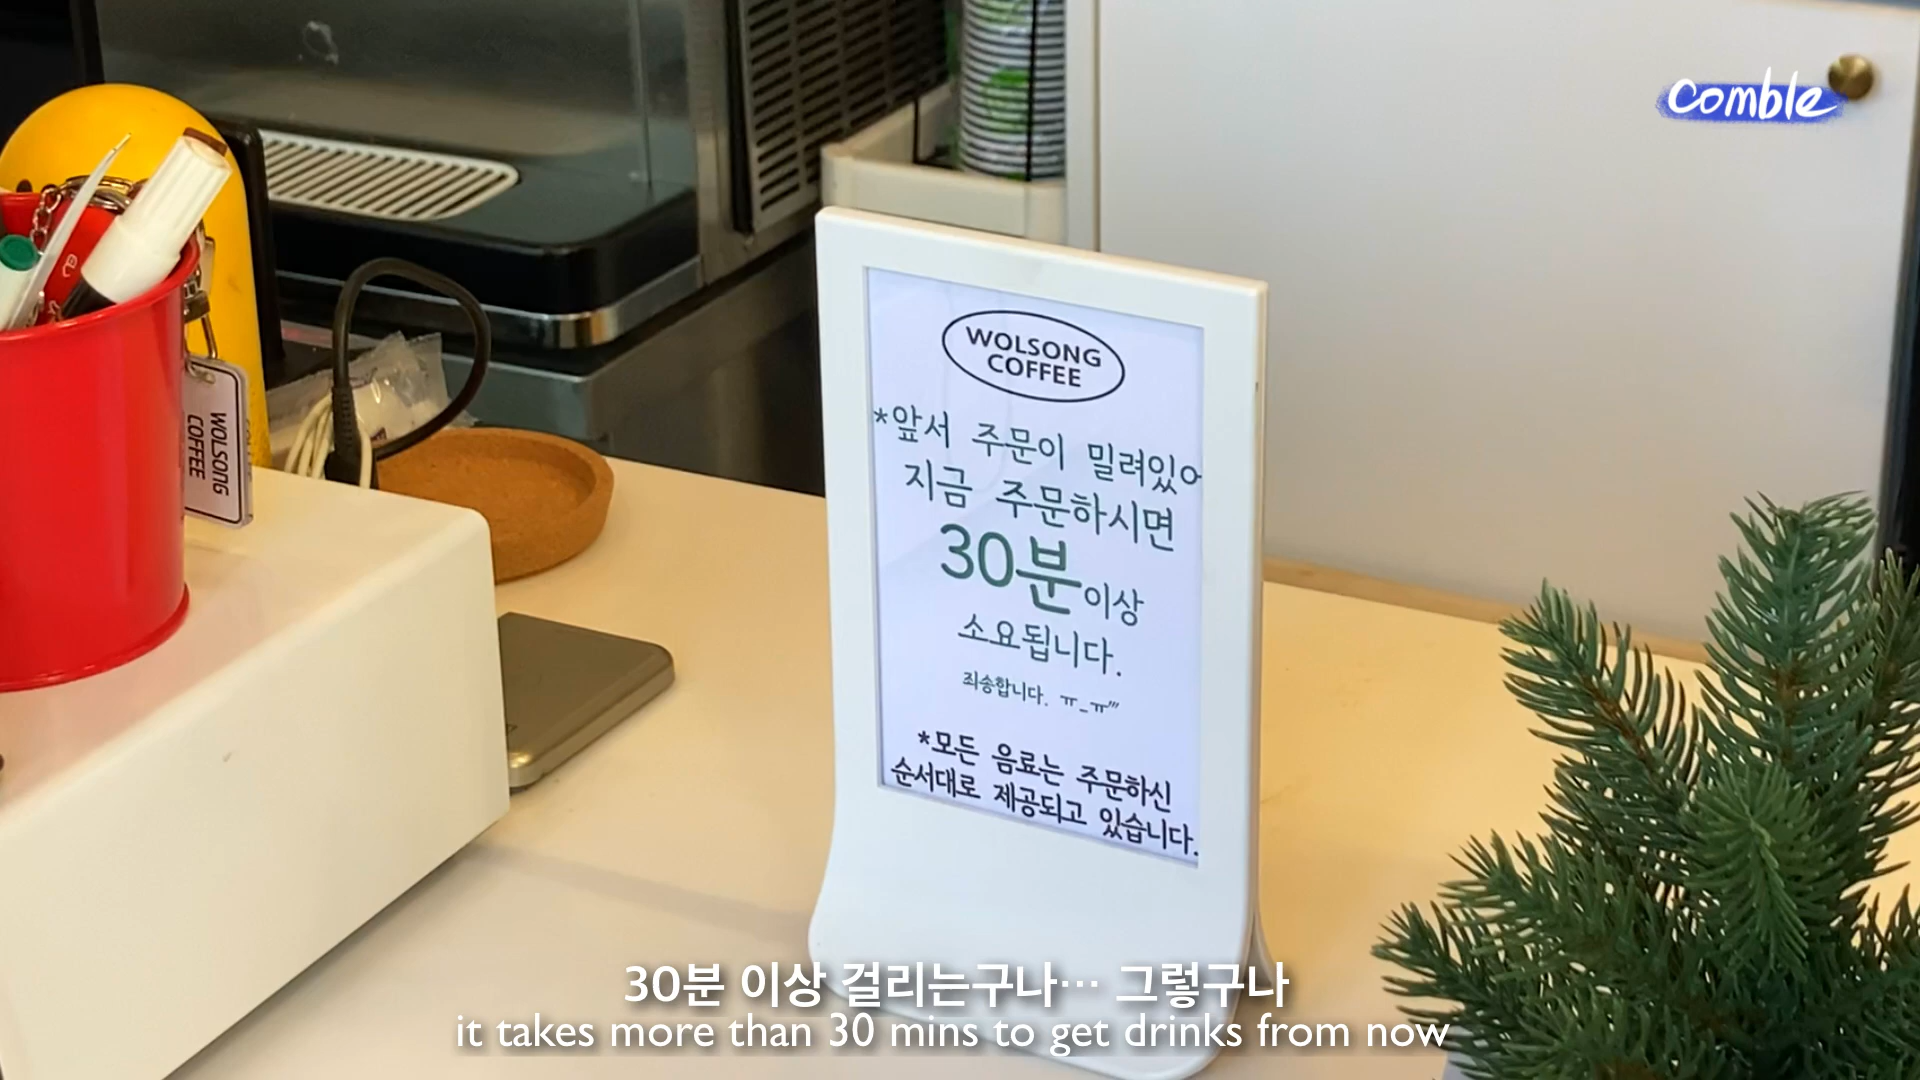 comble
WOLSONG
COFFEE
*앞서 주문이 밀려있어
지금 주문하시면
30분이상
소요됩니다.
죄송합니다. ㅠ_ㅠ'''
*모든 음료는 주문하신
순서대로 제공되고 있습니다.
WOLSONG
COFFEE
30분 이상 걸리는구나… 그렇구나
it takes more than 30 mins to get drinks from now